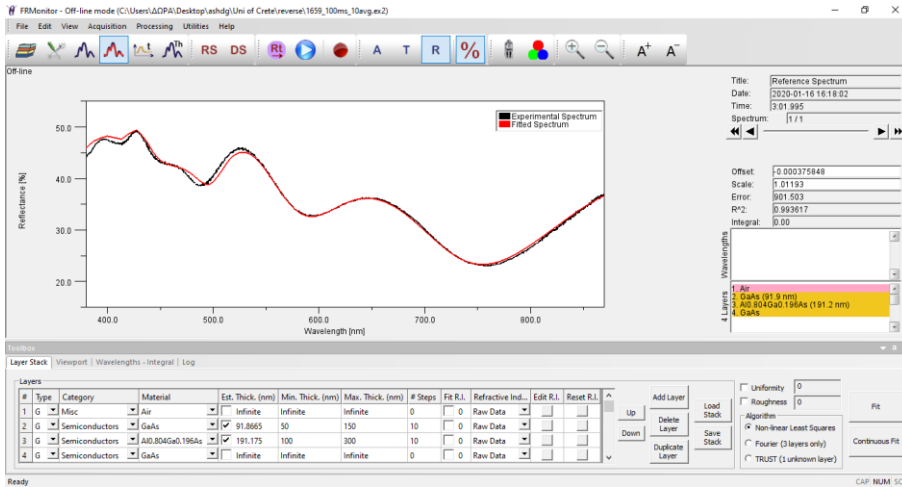 FRMonitor - Off-line mode (C:\Users\ΔΩΡΑ\Desktop\ashdg\Uni of Crete\reverse\1659_100ms_10avg.ex2)
File Edit View Acquisition Processing Utilities Help
t Th RS DS Rt A T R % A+ A-
Off-line
Title: Reference Spectrum
Date: 2020-01-16 16:18:02
Time: 3:01.995
Spectrum: 1 / 1
Experimental Spectrum
Fitted Spectrum
50.0
40.0
30.0
20.0
Reflectance [%]
400.0 500.0 600.0 700.0 800.0
Wavelength [nm]
Offset: -0.000375848
Scale: 1.01193
Error: 901.503
R^2: 0.993617
Integral: 0.00
Wavelengths
4 Layers
1. Air
2. GaAs (91.9 nm)
3. Al0.804Ga0.196As (191.2 nm)
4. GaAs
Toolbox
Layer Stack Viewport Wavelengths - Integral Log
Layers
# Type Category Material Est. Thick. (nm) Min. Thick. (nm) Max. Thick. (nm) # Steps Fit R.I. Refractive Ind... Edit R.I. Reset R.I.
1 G Misc Air Infinite Infinite Infinite 0 0 Raw Data
2 G Semiconductors GaAs 91.8665 50 150 10 0 Raw Data
3 G Semiconductors Al0.804Ga0.196As 191.175 100 300 10 0 Raw Data
4 G Semiconductors GaAs Infinite Infinite Infinite 0 0 Raw Data
Up
Down
Add Layer
Delete Layer
Duplicate Layer
Load Stack
Save Stack
Uniformity 0
Roughness 0
Algorithm
Non-linear Least Squares
Fourier (3 layers only)
TRUST (1 unknown layer)
Fit
Continuous Fit
Ready
CAP NUM SC